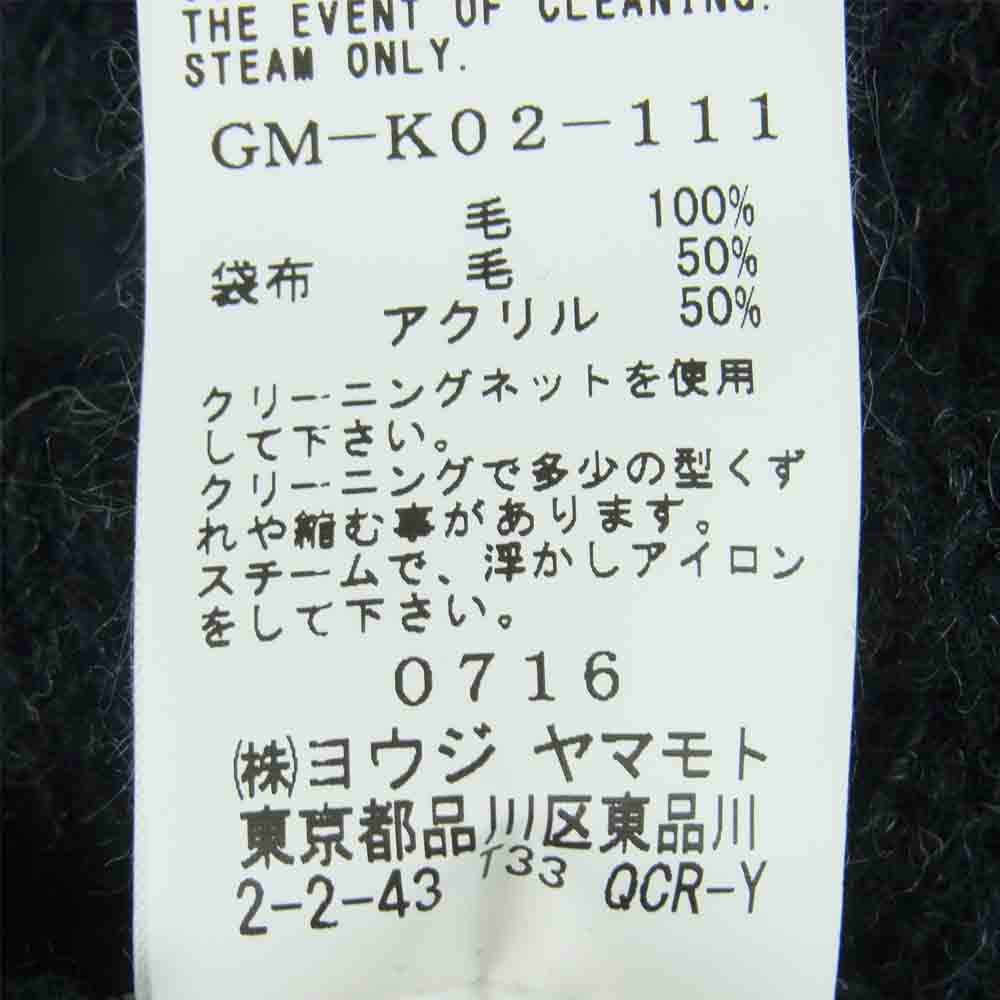 THE EVENT OF CLEANING.
STEAM ONLY.
GM-K02-111
毛 100%
袋布 毛 50%
アクリル 50%
クリーニングネットを使用
して下さい。
クリーニングで多少の型くず
れや縮む事があります。
スチームで、浮かしアイロン
をして下さい。
0716
(株)ヨウジ ヤマモト
東京都品川区東品川
2-2-43 T33 QCR-Y